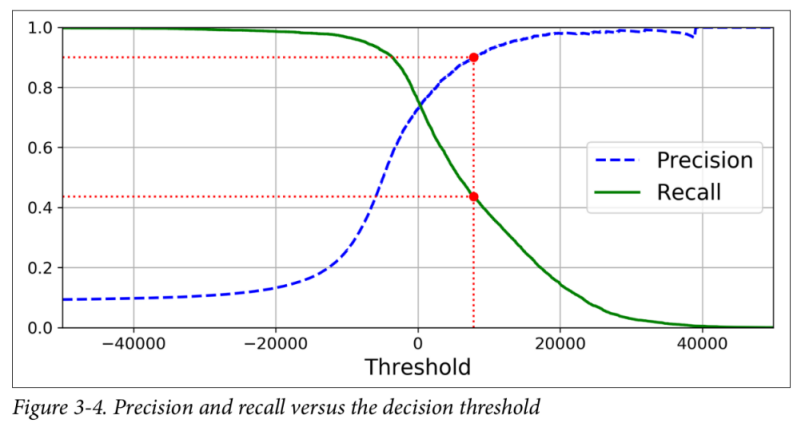 1.0
0.8
0.6
0.4
0.2
0.0
Precision
Recall
−40000 −20000 0 20000 40000
Threshold
Figure 3-4. Precision and recall versus the decision threshold